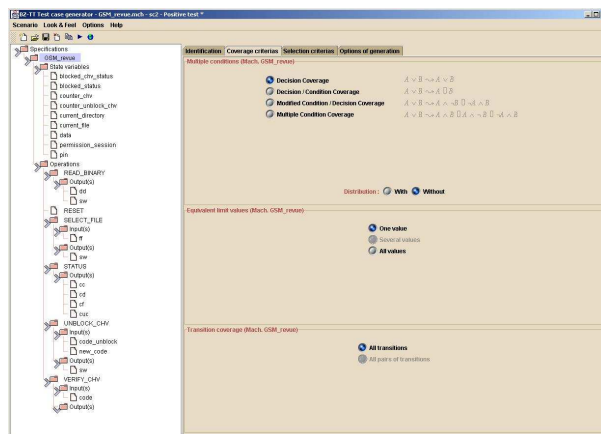 BZ-TT Test case generator - GSM_revue.mch - sc2 - Positive test *
Scenario Look & Feel Options Help
Specifications
GSM_revue
State variables
blocked_chv_status
blocked_status
counter_chv
counter_unblock_chv
current_directory
current_file
data
permission_session
pin
Operations
READ_BINARY
Output(s)
dd
sw
RESET
SELECT_FILE
Input(s)
ff
Output(s)
sw
STATUS
Output(s)
cc
cd
cf
cuc
UNBLOCK_CHV
Input(s)
code_unblock
new_code
Output(s)
sw
VERIFY_CHV
Input(s)
code
Output(s)
Identification Coverage criterias Selection criterias Options of generation
Multiple conditions (Mach. GSM_revue)
Decision Coverage A ∨ B ⤳ A ∨ B
Decision / Condition Coverage A ∨ B ⤳ A ▯ B
Modified Condition / Decision Coverage A ∨ B ⤳ A ∧ ¬B ▯ ¬A ∧ B
Multiple Condition Coverage A ∨ B ⤳ A ∧ B ▯ A ∧ ¬B ▯ ¬A ∧ B
Distribution : With Without
Equivalent limit values (Mach. GSM_revue)
One value
Several values
All values
Transition coverage (Mach. GSM_revue)
All transitions
All pairs of transitions